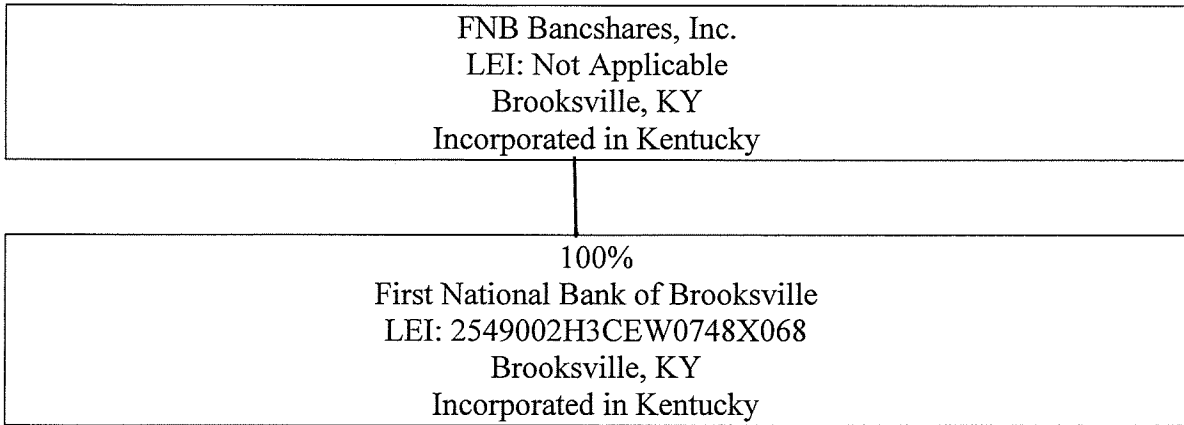 FNB Bancshares, Inc.
LEI: Not Applicable
Brooksville, KY
Incorporated in Kentucky
100%
First National Bank of Brooksville
LEI: 2549002H3CEW0748X068
Brooksville, KY
Incorporated in Kentucky